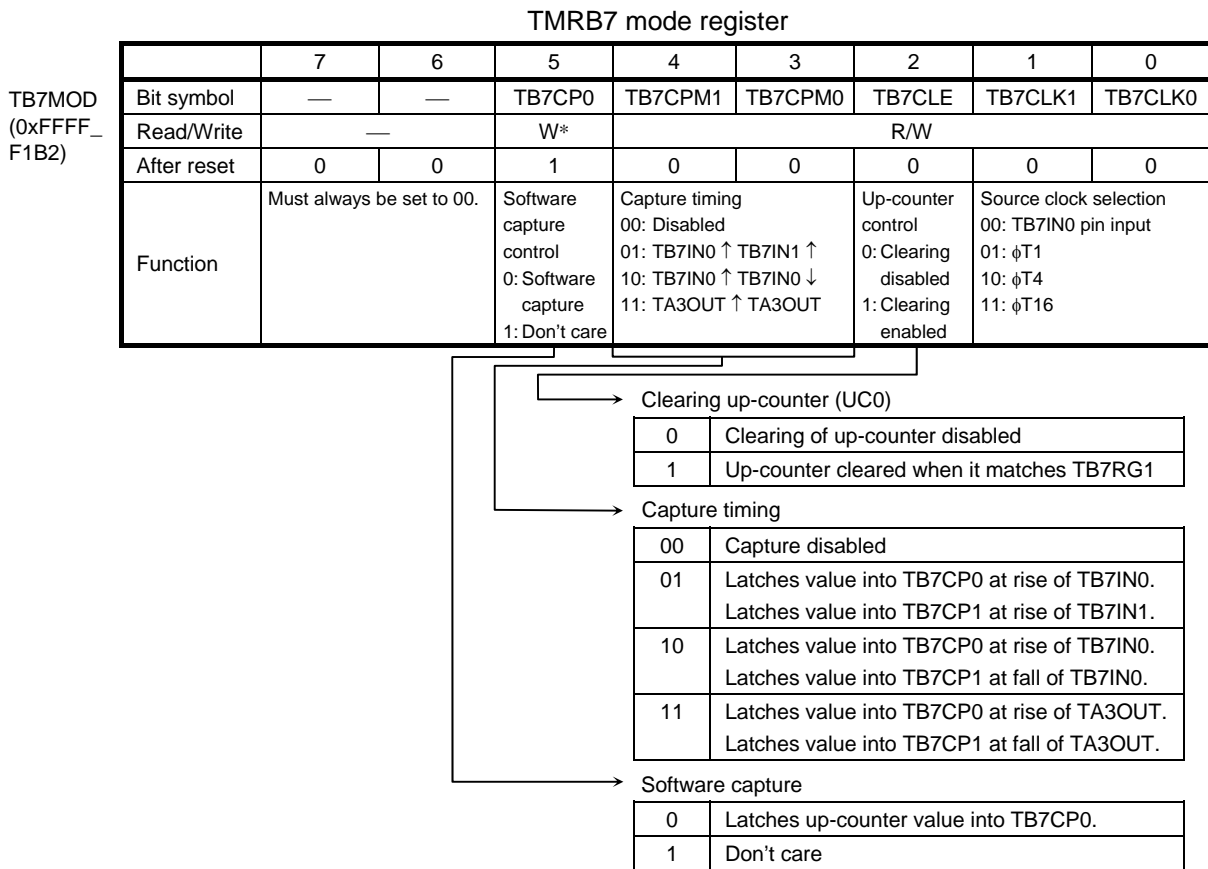 TMRB7 mode register
7 6 5 4 3 2 1 0
TB7MOD
(0xFFFF_
F1B2)
Bit symbol — — TB7CP0 TB7CPM1 TB7CPM0 TB7CLE TB7CLK1 TB7CLK0
Read/Write — W* R/W
After reset 0 0 1 0 0 0 0 0
Function
Must always be set to 00.
Software
capture
control
0: Software
capture
1: Don't care
Capture timing
00: Disabled
01: TB7IN0 ↑ TB7IN1 ↑
10: TB7IN0 ↑ TB7IN0 ↓
11: TA3OUT ↑ TA3OUT
Up-counter
control
0: Clearing
disabled
1: Clearing
enabled
Source clock selection
00: TB7IN0 pin input
01: ϕT1
10: ϕT4
11: ϕT16
Clearing up-counter (UC0)
0 Clearing of up-counter disabled
1 Up-counter cleared when it matches TB7RG1
Capture timing
00 Capture disabled
01 Latches value into TB7CP0 at rise of TB7IN0.
Latches value into TB7CP1 at rise of TB7IN1.
10 Latches value into TB7CP0 at rise of TB7IN0.
Latches value into TB7CP1 at fall of TB7IN0.
11 Latches value into TB7CP0 at rise of TA3OUT.
Latches value into TB7CP1 at fall of TA3OUT.
Software capture
0 Latches up-counter value into TB7CP0.
1 Don't care